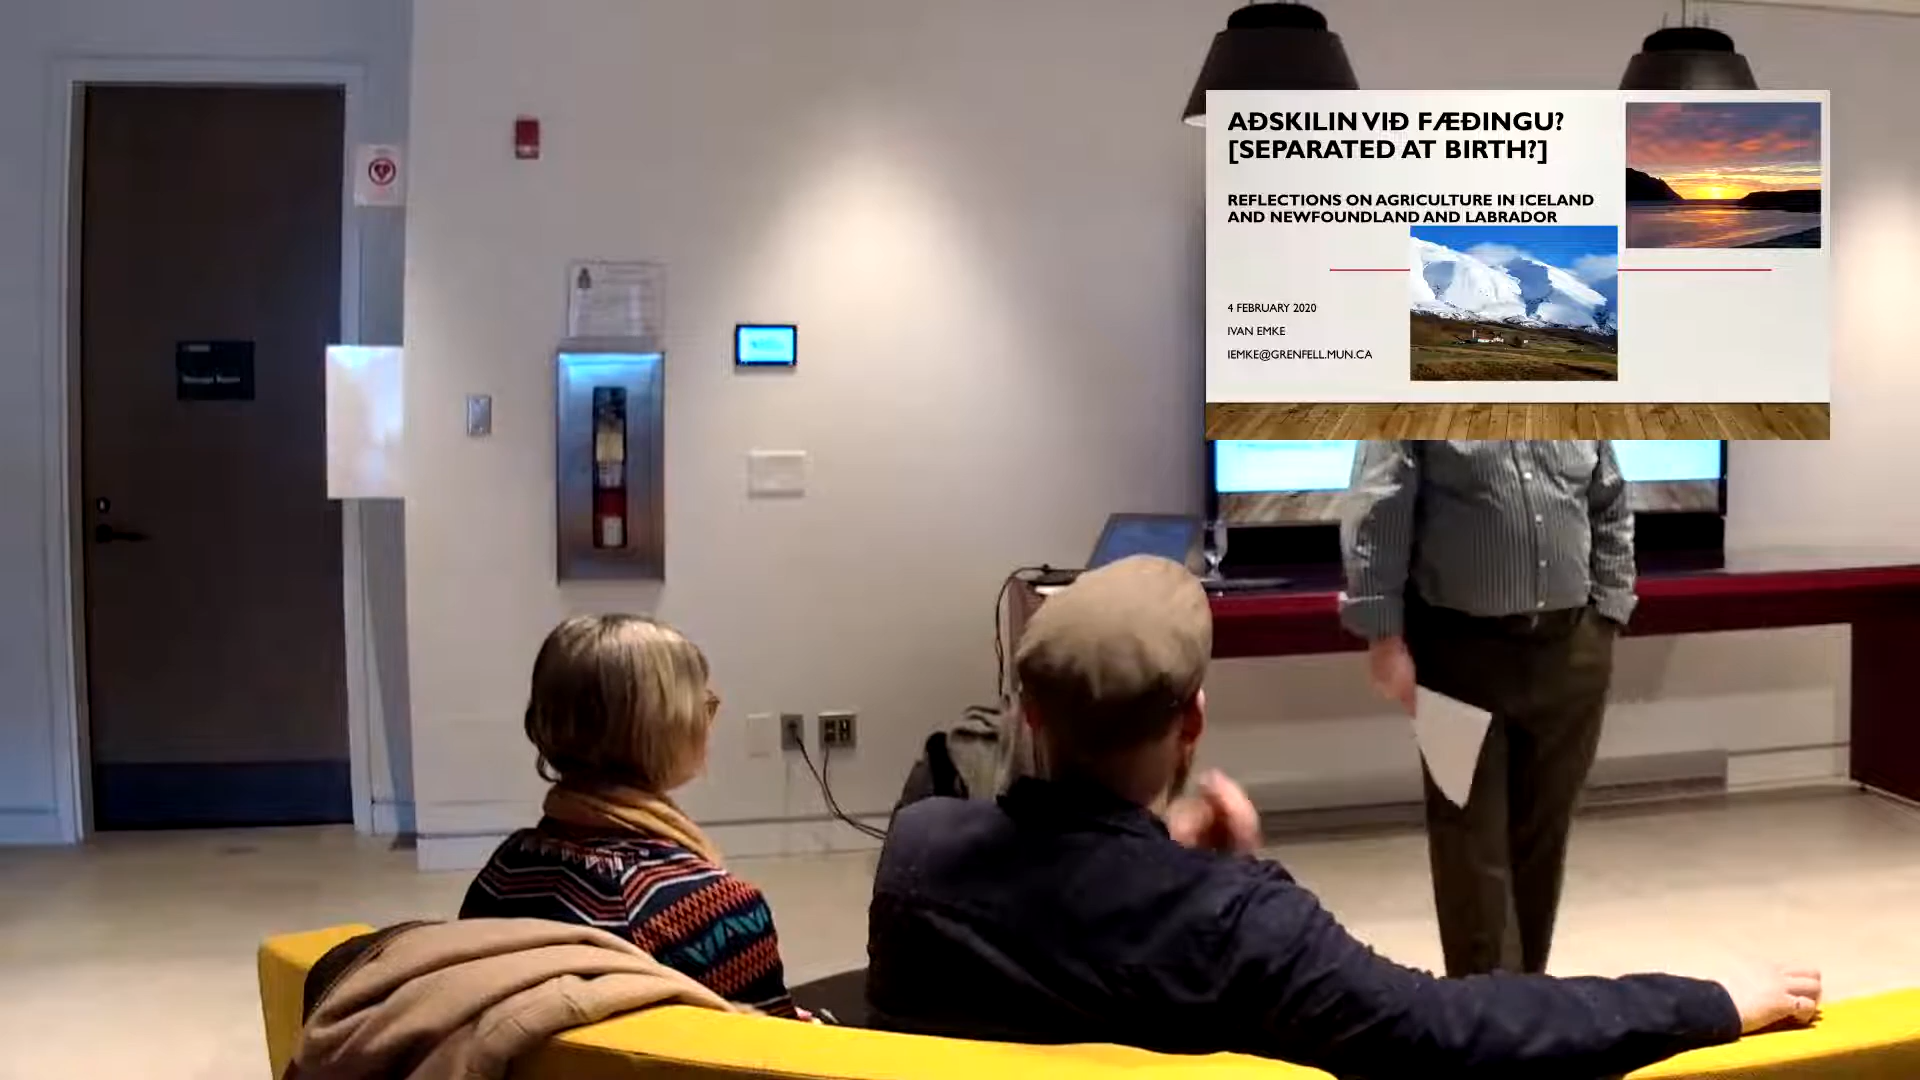 AÐSKILIN VIÐ FÆÐINGU?
[SEPARATED AT BIRTH?]
REFLECTIONS ON AGRICULTURE IN ICELAND
AND NEWFOUNDLAND AND LABRADOR
4 FEBRUARY 2020
IVAN EMKE
IEMKE@GRENFELL.MUN.CA